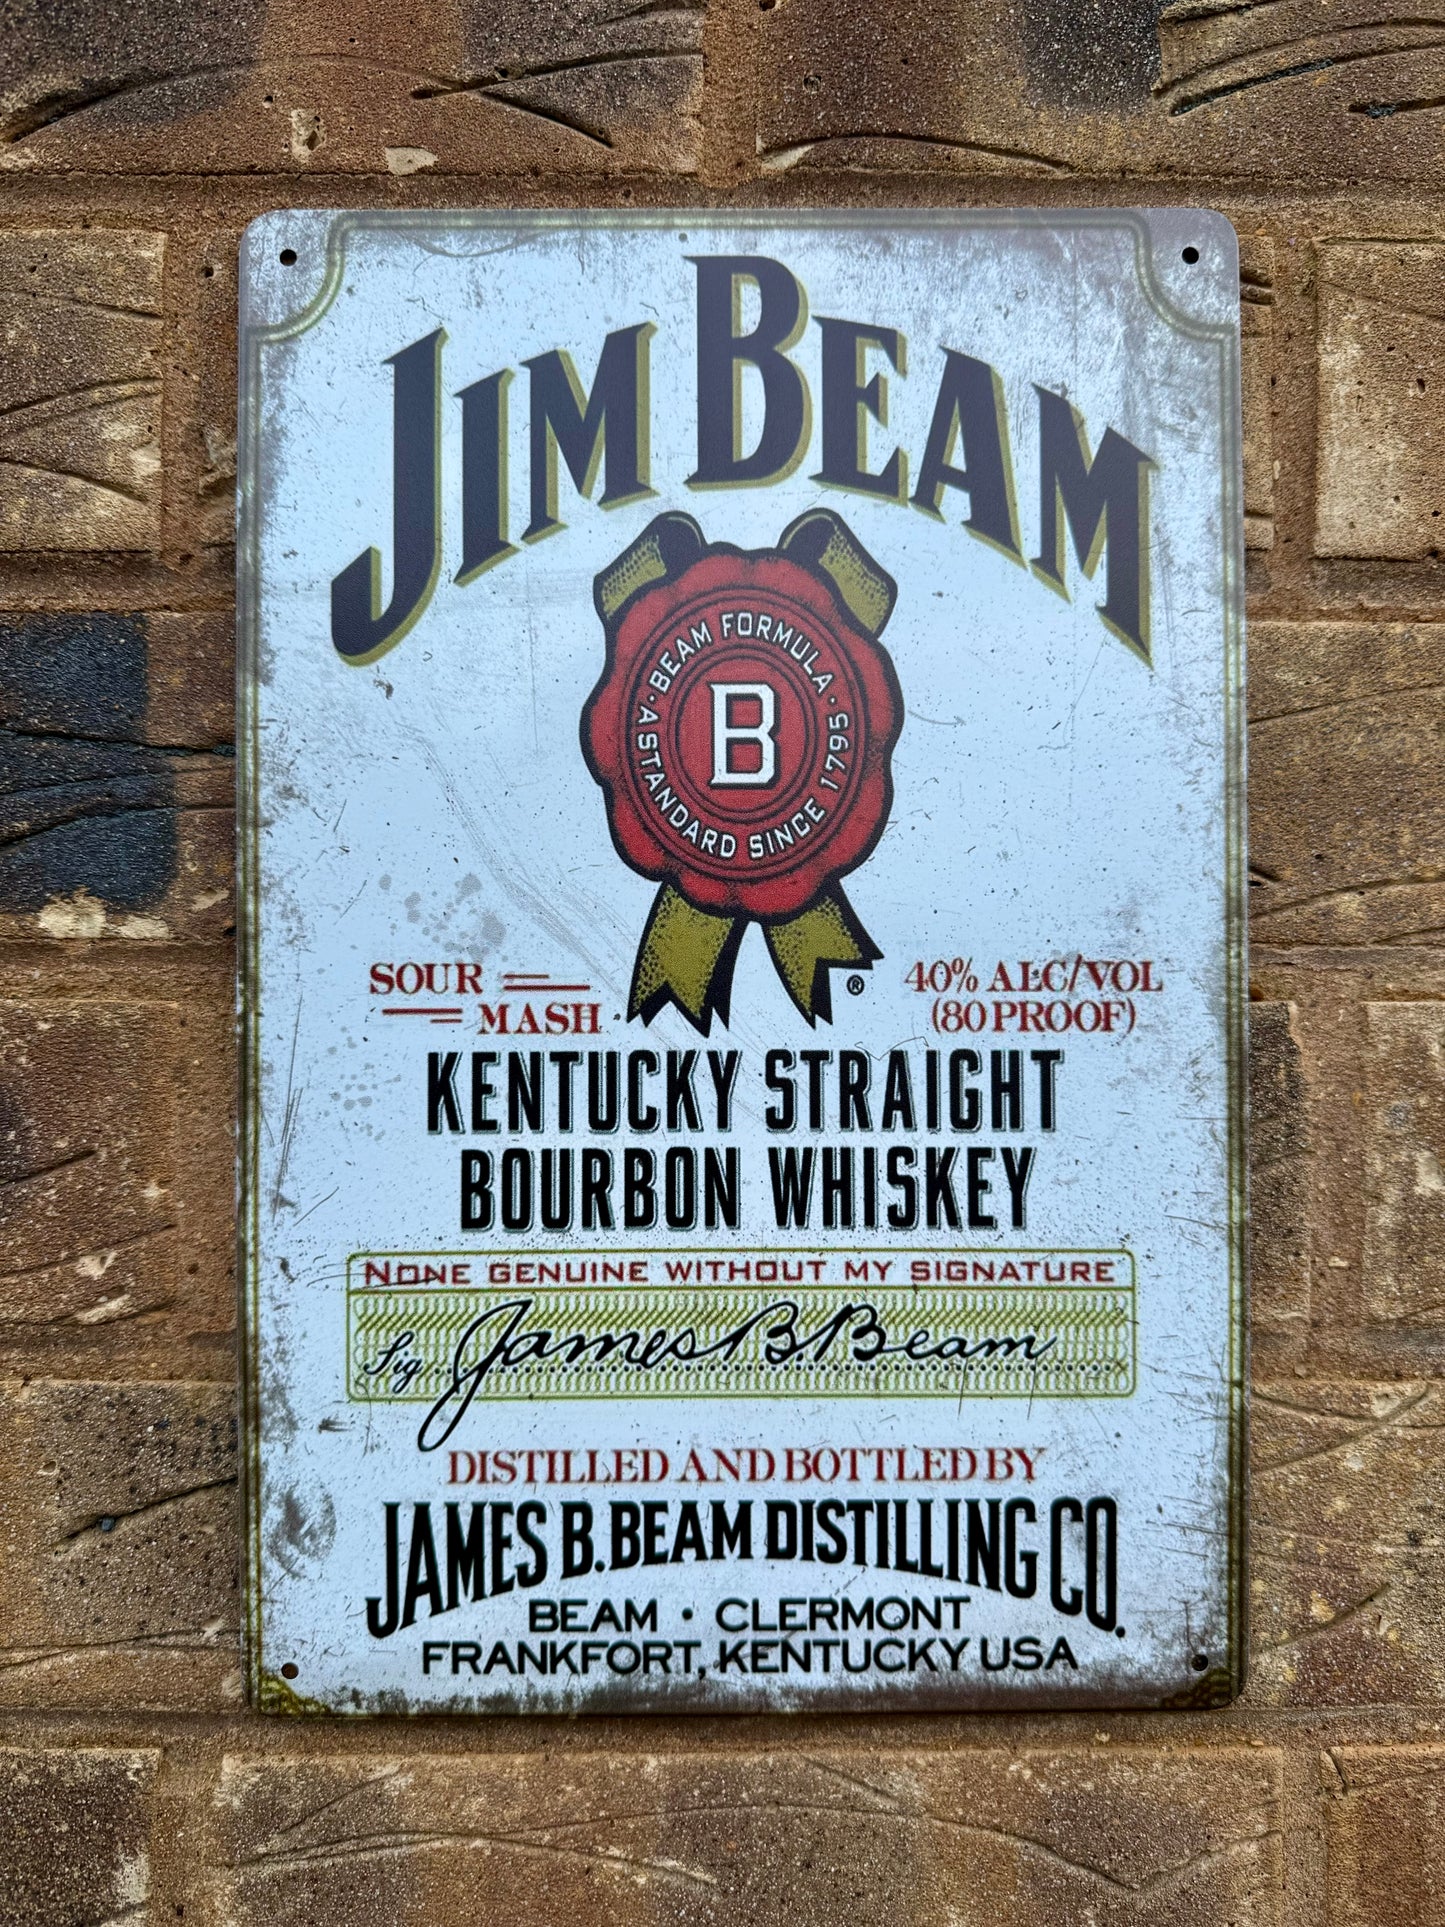 JIM BEAM
BEAM FORMULA
· A STANDARD SINCE 1795 ·
B
®
SOUR
MASH
40% ALC/VOL
(80 PROOF)
KENTUCKY STRAIGHT
BOURBON WHISKEY
NONE GENUINE WITHOUT MY SIGNATURE
Sig. James B. Beam
DISTILLED AND BOTTLED BY
JAMES B. BEAM DISTILLING CO.
BEAM · CLERMONT
FRANKFORT, KENTUCKY USA